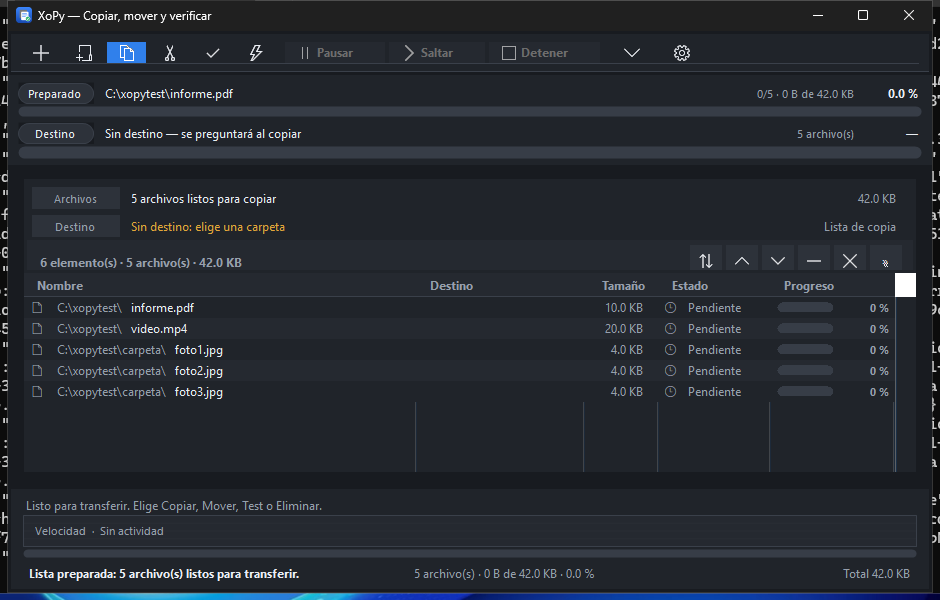 XoPy — Copiar, mover y verificar
Pausar Saltar Detener
Preparado C:\xopytest\informe.pdf 0/5 · 0 B de 42.0 KB 0.0 %
Destino Sin destino — se preguntará al copiar 5 archivo(s) —
Archivos 5 archivos listos para copiar 42.0 KB
Destino Sin destino: elige una carpeta Lista de copia
6 elemento(s) · 5 archivo(s) · 42.0 KB
Nombre Destino Tamaño Estado Progreso
C:\xopytest\ informe.pdf 10.0 KB Pendiente 0 %
C:\xopytest\ video.mp4 20.0 KB Pendiente 0 %
C:\xopytest\carpeta\ foto1.jpg 4.0 KB Pendiente 0 %
C:\xopytest\carpeta\ foto2.jpg 4.0 KB Pendiente 0 %
C:\xopytest\carpeta\ foto3.jpg 4.0 KB Pendiente 0 %
Listo para transferir. Elige Copiar, Mover, Test o Eliminar.
Velocidad · Sin actividad
Lista preparada: 5 archivo(s) listos para transferir. 5 archivo(s) · 0 B de 42.0 KB · 0.0 % Total 42.0 KB